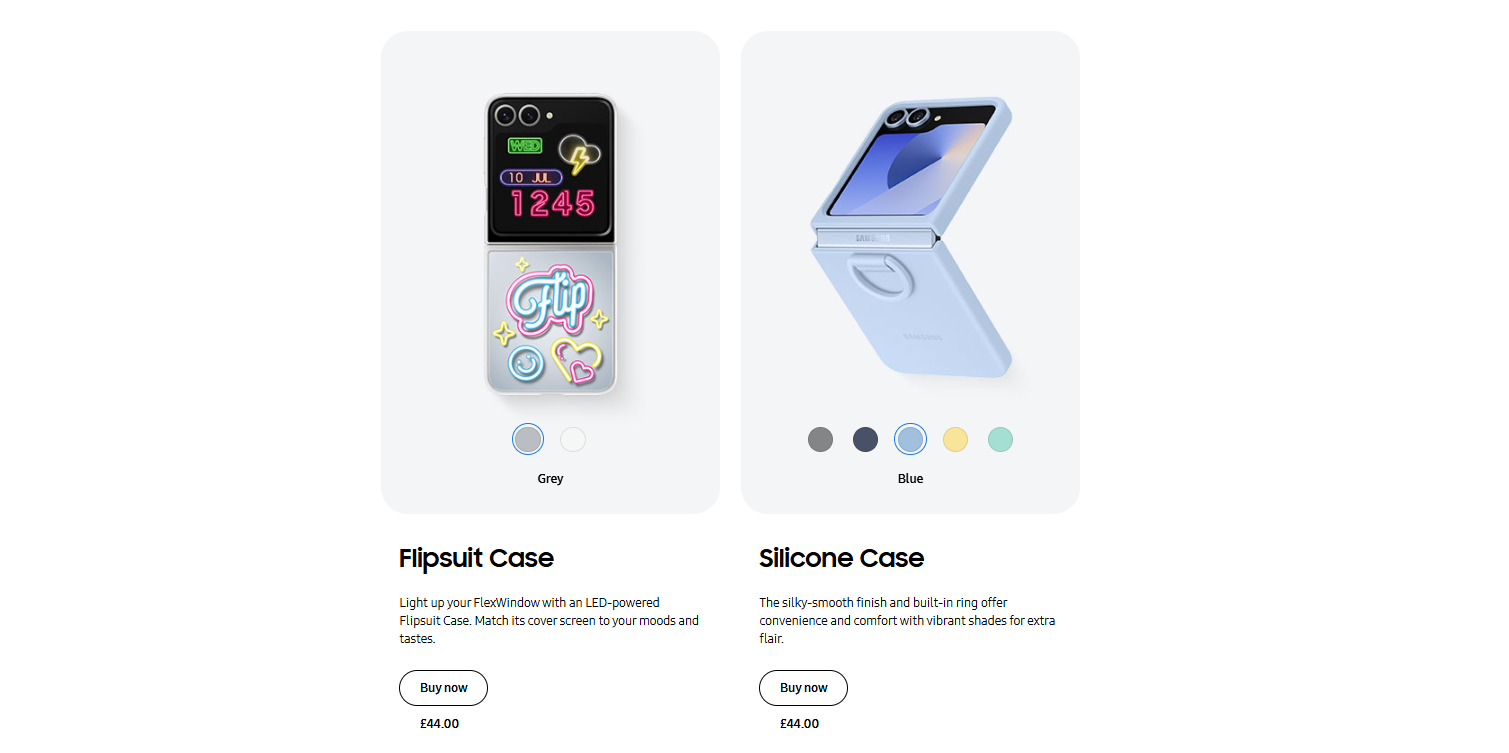 WED
10 JUL
1245
Flip
Grey
Flipsuit Case
Light up your FlexWindow with an LED-powered
Flipsuit Case. Match its cover screen to your moods and
tastes.
Buy now
£44.00
SAMSUNG
SAMSUNG
Blue
Silicone Case
The silky-smooth finish and built-in ring offer
convenience and comfort with vibrant shades for extra
flair.
Buy now
£44.00